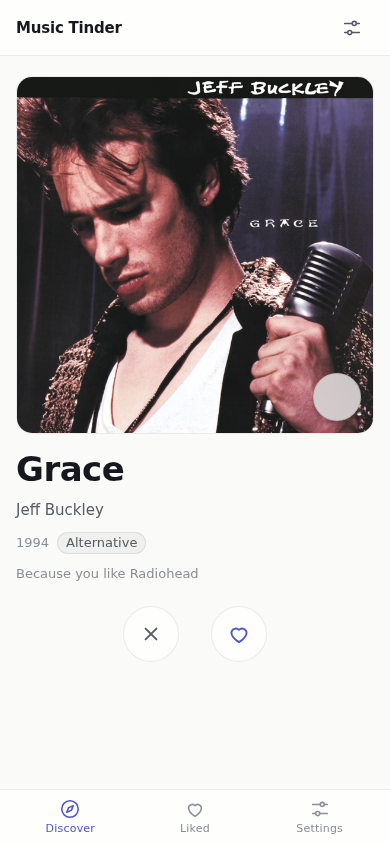 Music Tinder
JEFF BUCKLEY
GRACE
Grace
Jeff Buckley
1994 Alternative
Because you like Radiohead
Discover Liked Settings